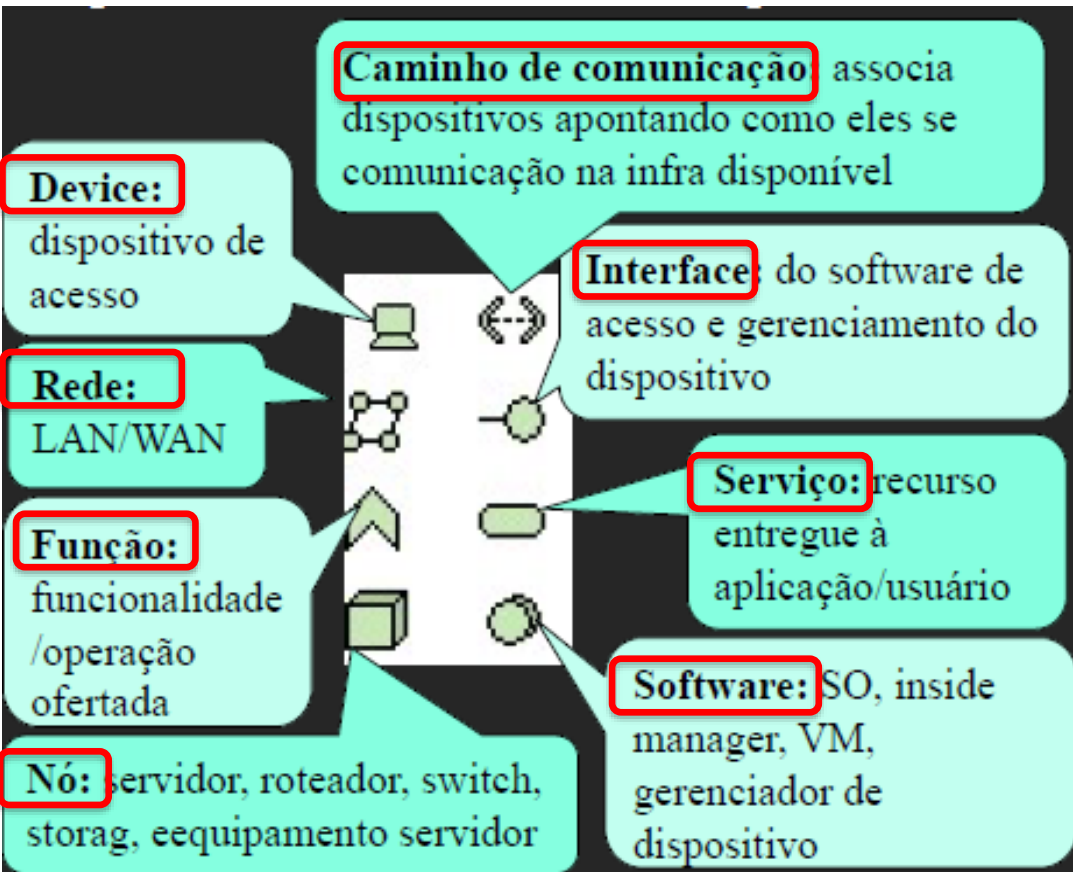 Caminho de comunicação: associa
dispositivos apontando como eles se
comunicação na infra disponível
Device:
dispositivo de
acesso
Interface: do software de
acesso e gerenciamento do
dispositivo
Rede:
LAN/WAN
Serviço: recurso
entregue à
aplicação/usuário
Função:
funcionalidade
/operação
ofertada
Software: SO, inside
manager, VM,
gerenciador de
dispositivo
Nó: servidor, roteador, switch,
storag, eequipamento servidor